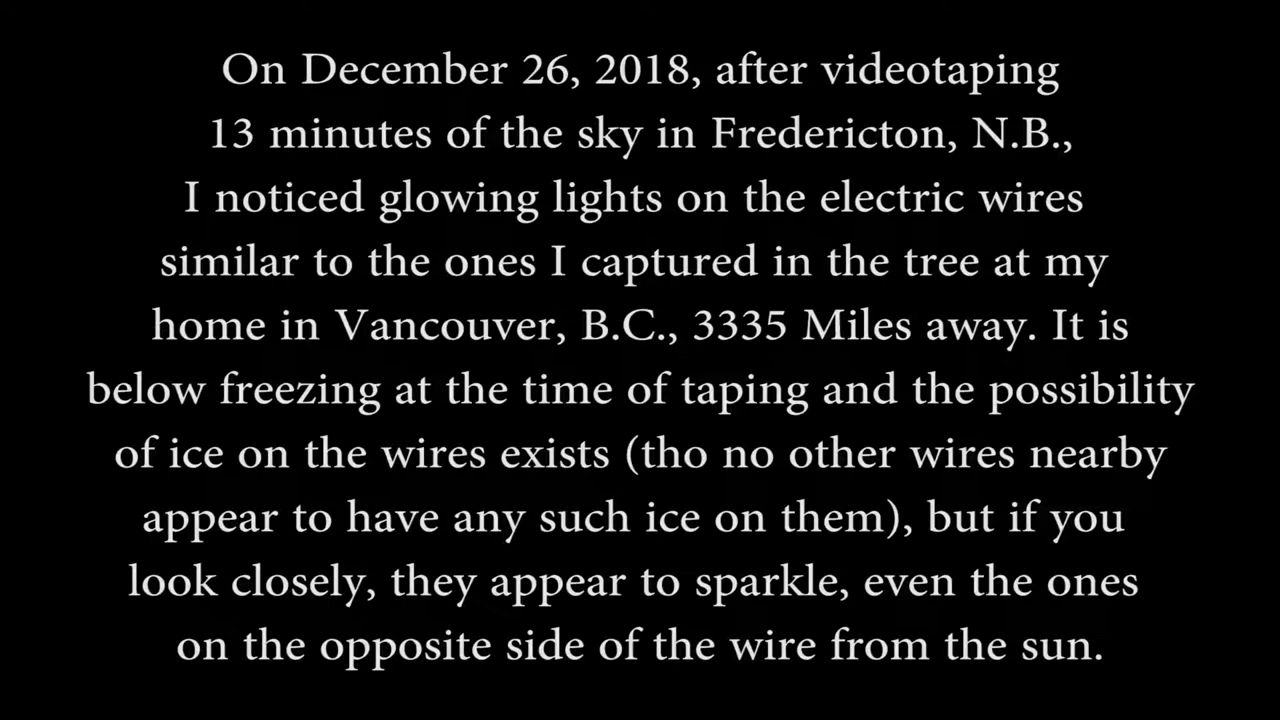 On December 26, 2018, after videotaping
13 minutes of the sky in Fredericton, N.B.,
I noticed glowing lights on the electric wires
similar to the ones I captured in the tree at my
home in Vancouver, B.C., 3335 Miles away. It is
below freezing at the time of taping and the possibility
of ice on the wires exists (tho no other wires nearby
appear to have any such ice on them), but if you
look closely, they appear to sparkle, even the ones
on the opposite side of the wire from the sun.